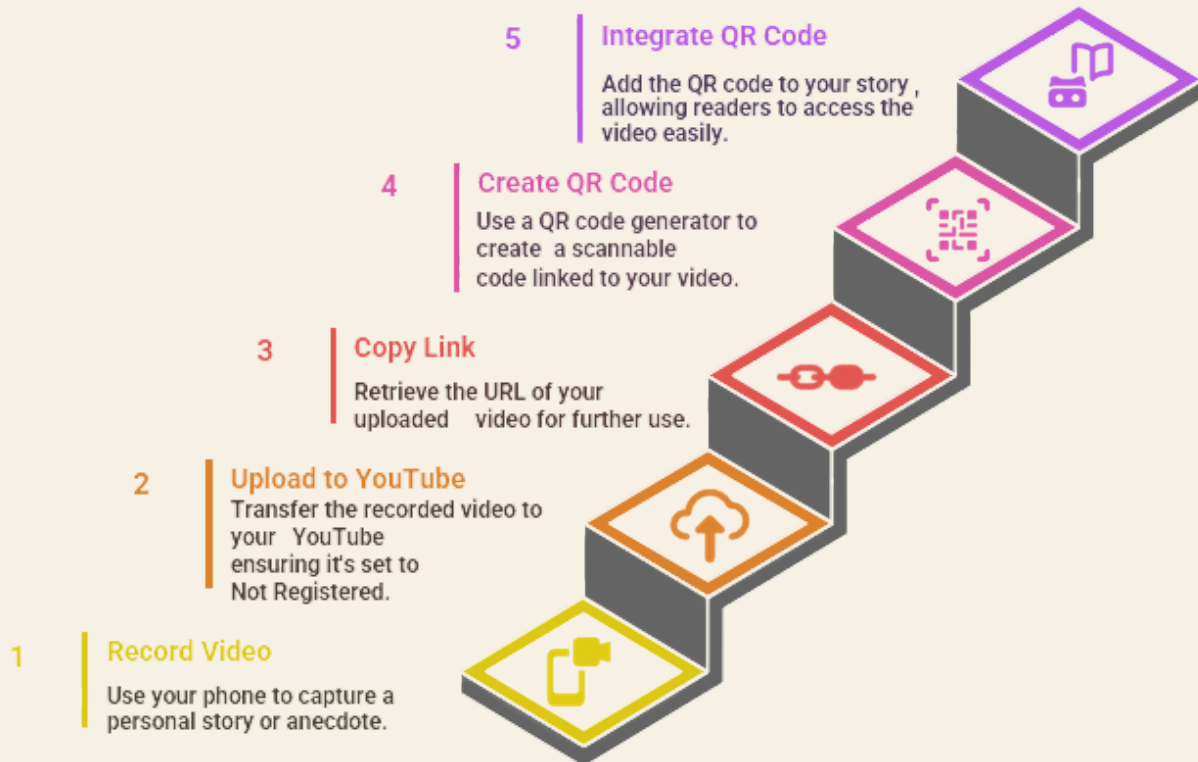 5
Integrate QR Code
Add the QR code to your story ,
allowing readers to access the
video easily.
4
Create QR Code
Use a QR code generator to
create a scannable
code linked to your video.
3
Copy Link
Retrieve the URL of your
uploaded video for further use.
2
Upload to YouTube
Transfer the recorded video to
your YouTube
ensuring it's set to
Not Registered.
1
Record Video
Use your phone to capture a
personal story or anecdote.